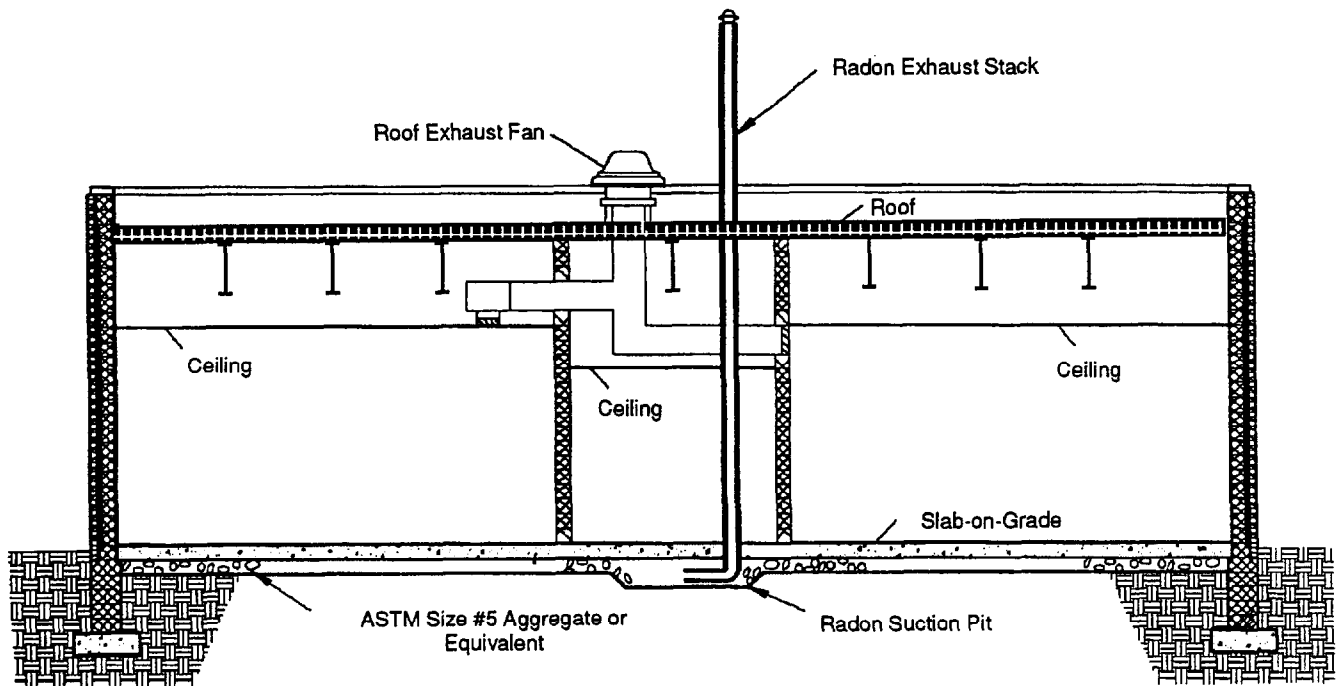 Radon Exhaust Stack
Roof Exhaust Fan
Roof
Ceiling
Ceiling
Ceiling
Slab-on-Grade
ASTM Size #5 Aggregate or
Equivalent
Radon Suction Pit